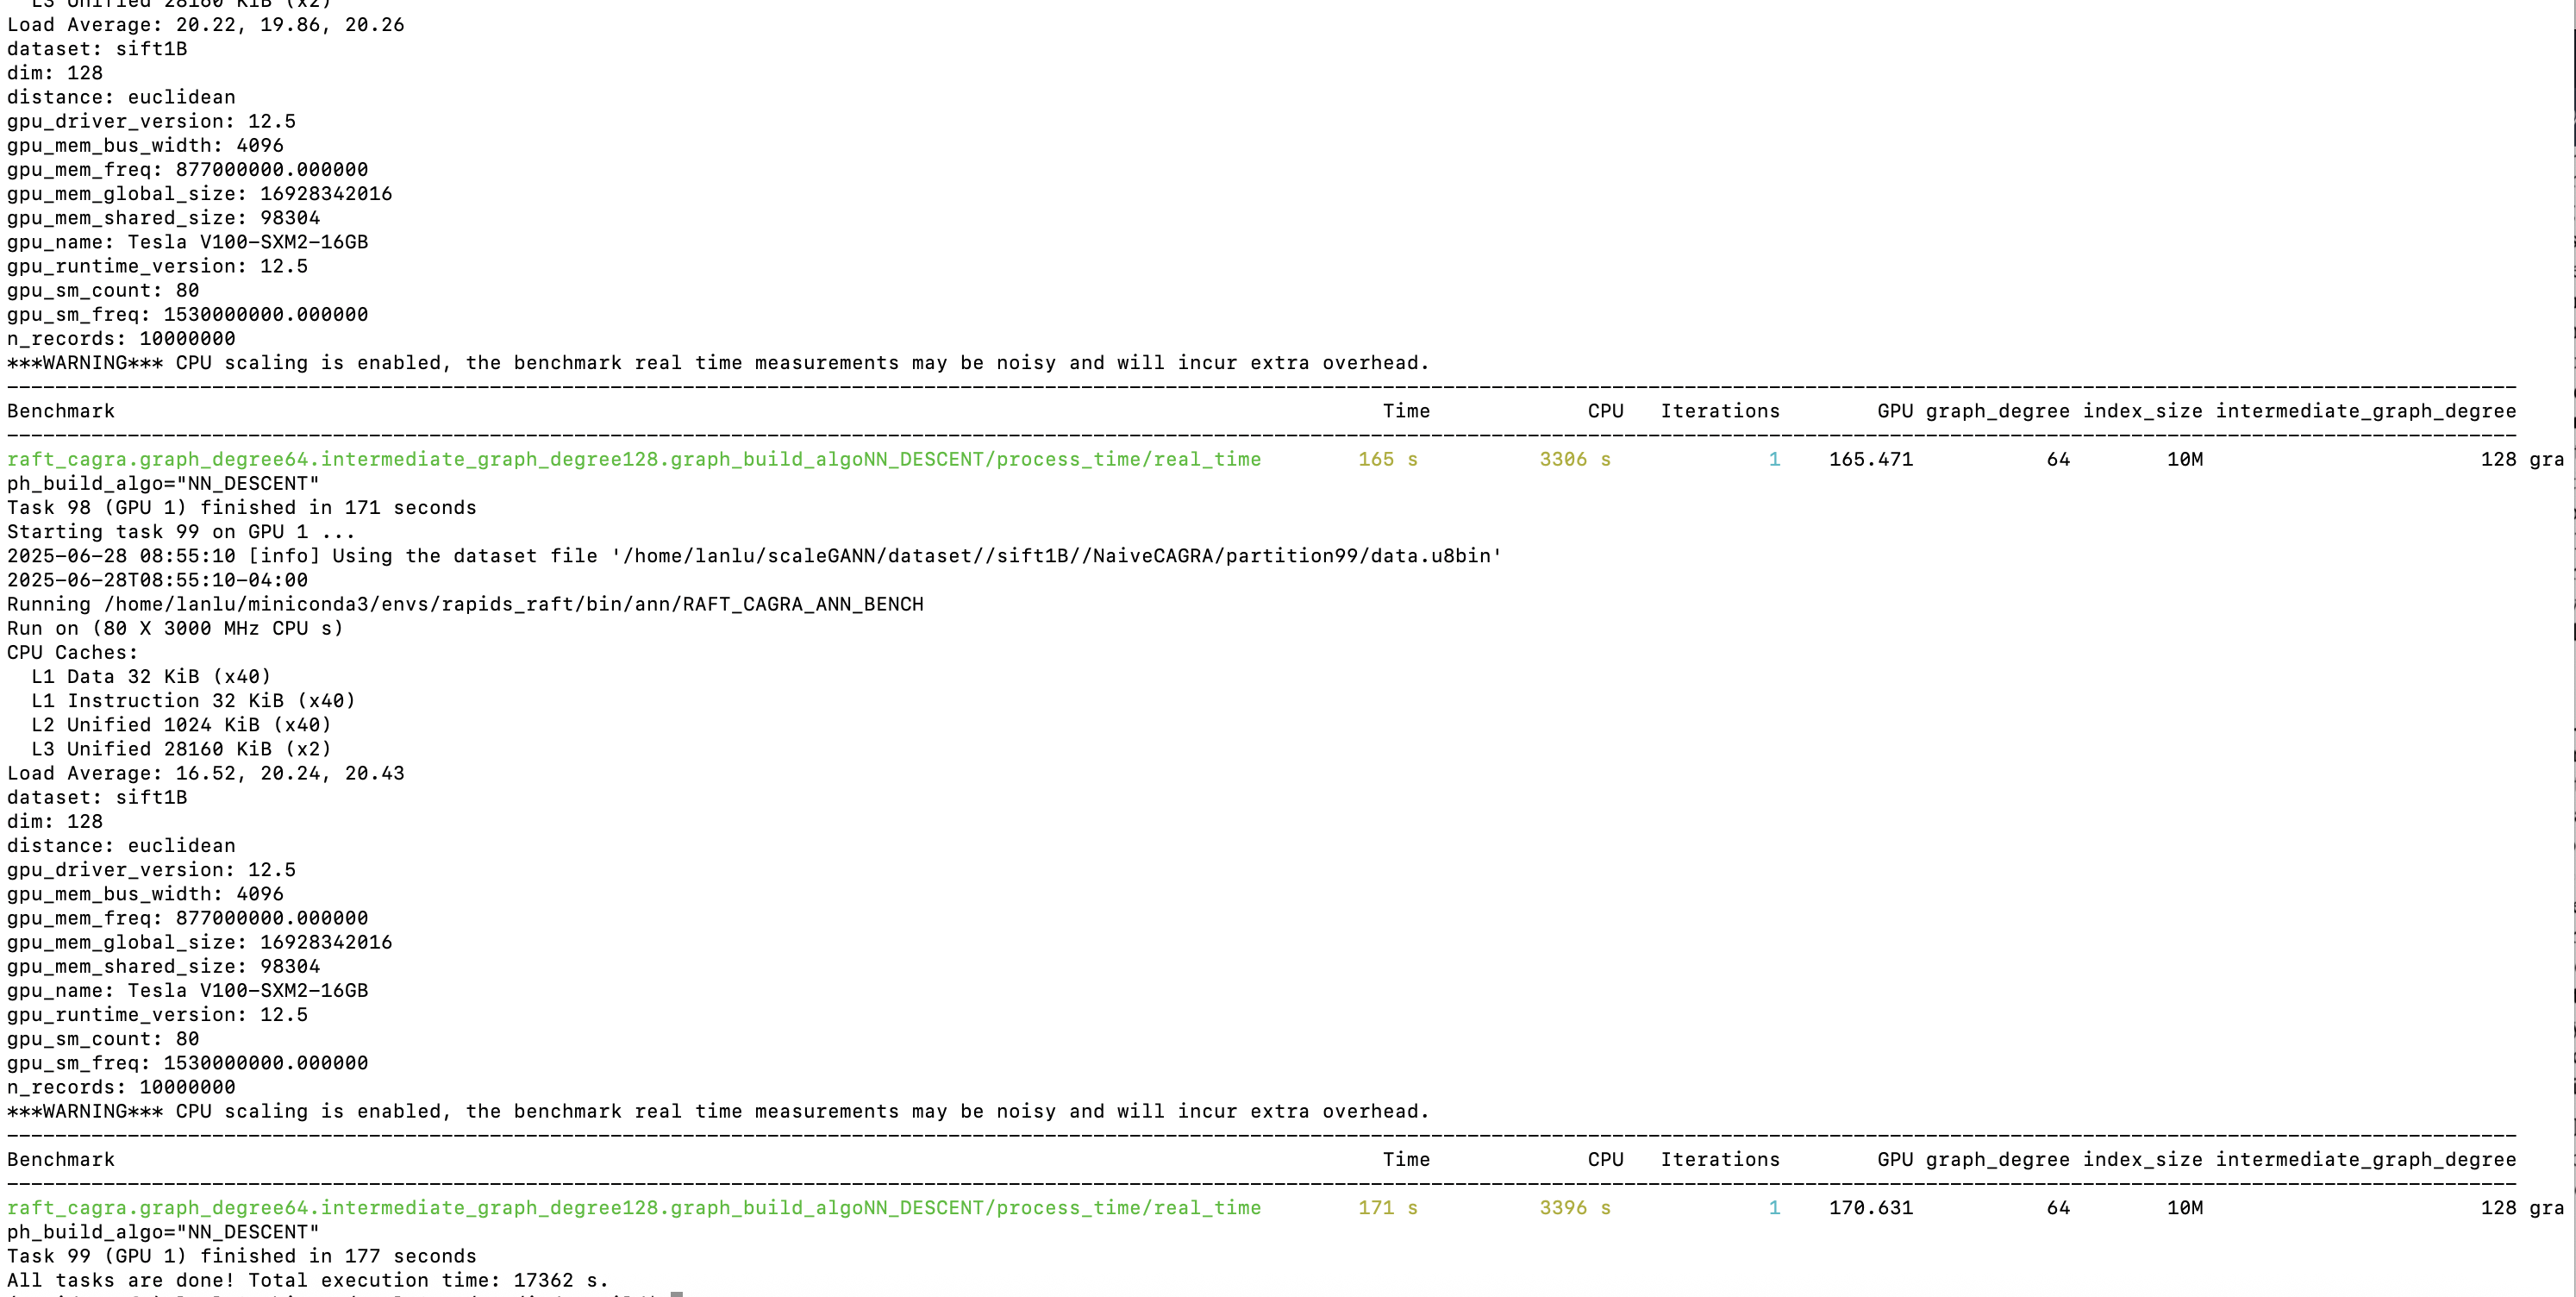 L3 Unified 28160 KiB (x2)
Load Average: 20.22, 19.86, 20.26
dataset: sift1B
dim: 128
distance: euclidean
gpu_driver_version: 12.5
gpu_mem_bus_width: 4096
gpu_mem_freq: 877000000.000000
gpu_mem_global_size: 16928342016
gpu_mem_shared_size: 98304
gpu_name: Tesla V100-SXM2-16GB
gpu_runtime_version: 12.5
gpu_sm_count: 80
gpu_sm_freq: 1530000000.000000
n_records: 10000000
***WARNING*** CPU scaling is enabled, the benchmark real time measurements may be noisy and will incur extra overhead.
Benchmark Time CPU Iterations GPU graph_degree index_size intermediate_graph_degree
raft_cagra.graph_degree64.intermediate_graph_degree128.graph_build_algoNN_DESCENT/process_time/real_time 165 s 3306 s 1 165.471 64 10M 128 gra
ph_build_algo="NN_DESCENT"
Task 98 (GPU 1) finished in 171 seconds
Starting task 99 on GPU 1 ...
2025-06-28 08:55:10 [info] Using the dataset file '/home/lanlu/scaleGANN/dataset//sift1B//NaiveCAGRA/partition99/data.u8bin'
2025-06-28T08:55:10-04:00
Running /home/lanlu/miniconda3/envs/rapids_raft/bin/ann/RAFT_CAGRA_ANN_BENCH
Run on (80 X 3000 MHz CPU s)
CPU Caches:
L1 Data 32 KiB (x40)
L1 Instruction 32 KiB (x40)
L2 Unified 1024 KiB (x40)
L3 Unified 28160 KiB (x2)
Load Average: 16.52, 20.24, 20.43
dataset: sift1B
dim: 128
distance: euclidean
gpu_driver_version: 12.5
gpu_mem_bus_width: 4096
gpu_mem_freq: 877000000.000000
gpu_mem_global_size: 16928342016
gpu_mem_shared_size: 98304
gpu_name: Tesla V100-SXM2-16GB
gpu_runtime_version: 12.5
gpu_sm_count: 80
gpu_sm_freq: 1530000000.000000
n_records: 10000000
***WARNING*** CPU scaling is enabled, the benchmark real time measurements may be noisy and will incur extra overhead.
Benchmark Time CPU Iterations GPU graph_degree index_size intermediate_graph_degree
raft_cagra.graph_degree64.intermediate_graph_degree128.graph_build_algoNN_DESCENT/process_time/real_time 171 s 3396 s 1 170.631 64 10M 128 gra
ph_build_algo="NN_DESCENT"
Task 99 (GPU 1) finished in 177 seconds
All tasks are done! Total execution time: 17362 s.